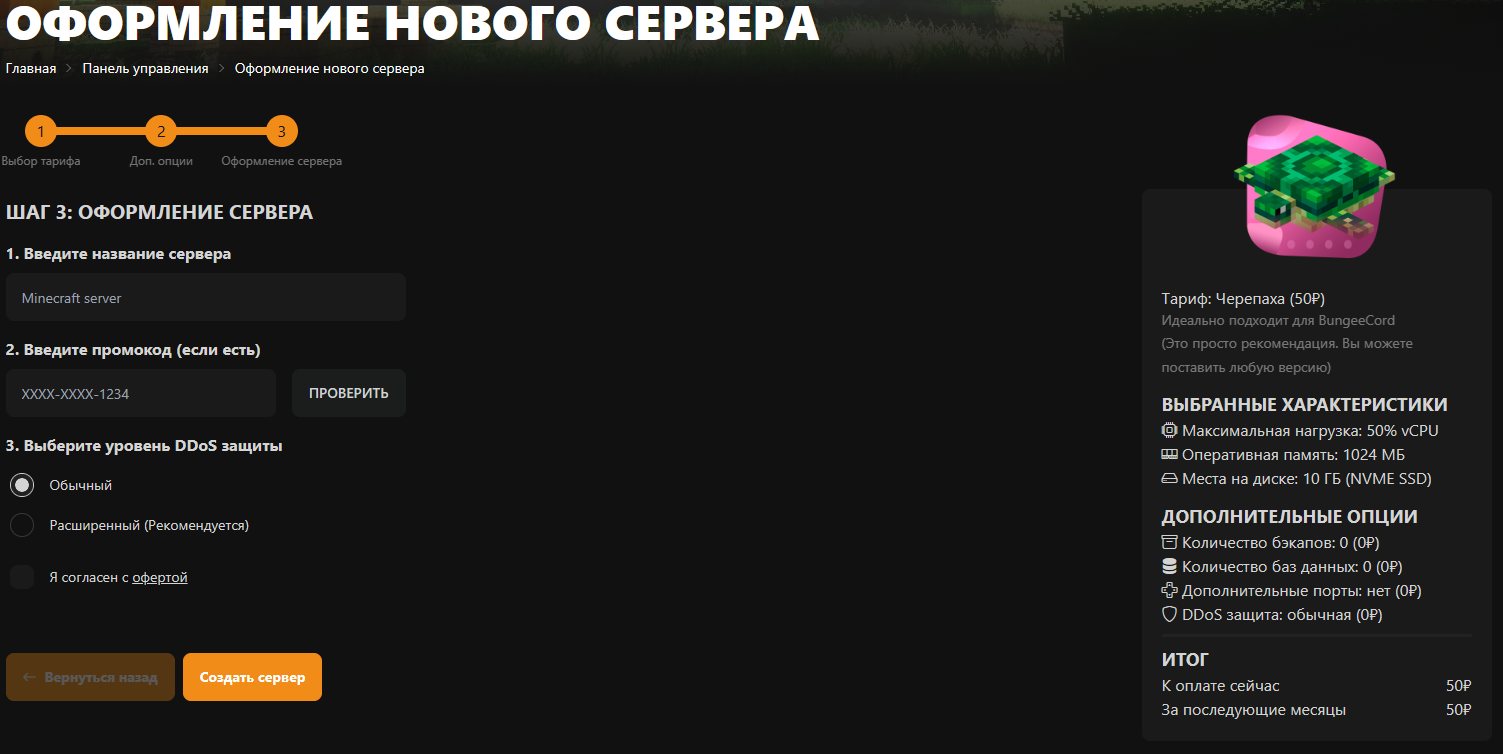 ОФОРМЛЕНИЕ НОВОГО СЕРВЕРА
Главная > Панель управления > Оформление нового сервера
1 2 3
Выбор тарифа Доп. опции Оформление сервера
ШАГ 3: ОФОРМЛЕНИЕ СЕРВЕРА
1. Введите название сервера
Minecraft server
2. Введите промокод (если есть)
XXXX-XXXX-1234 ПРОВЕРИТЬ
3. Выберите уровень DDoS защиты
Обычный
Расширенный (Рекомендуется)
Я согласен с офертой
← Вернуться назад Создать сервер
Тариф: Черепаха (50₽)
Идеально подходит для BungeeCord
(Это просто рекомендация. Вы можете
поставить любую версию)
ВЫБРАННЫЕ ХАРАКТЕРИСТИКИ
Максимальная нагрузка: 50% vCPU
Оперативная память: 1024 МБ
Места на диске: 10 ГБ (NVME SSD)
ДОПОЛНИТЕЛЬНЫЕ ОПЦИИ
Количество бэкапов: 0 (0₽)
Количество баз данных: 0 (0₽)
Дополнительные порты: нет (0₽)
DDoS защита: обычная (0₽)
ИТОГ
К оплате сейчас 50₽
За последующие месяцы 50₽